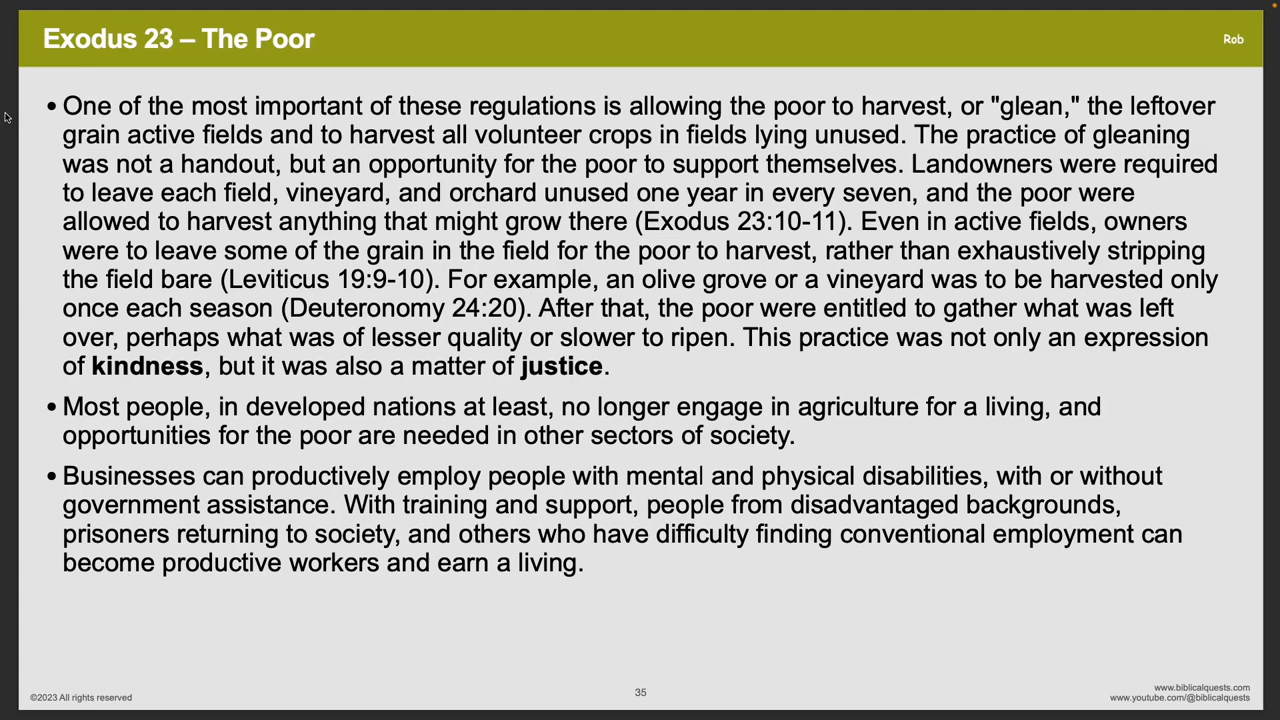 Exodus 23 – The Poor
Rob
• One of the most important of these regulations is allowing the poor to harvest, or "glean," the leftover
grain active fields and to harvest all volunteer crops in fields lying unused. The practice of gleaning
was not a handout, but an opportunity for the poor to support themselves. Landowners were required
to leave each field, vineyard, and orchard unused one year in every seven, and the poor were
allowed to harvest anything that might grow there (Exodus 23:10-11). Even in active fields, owners
were to leave some of the grain in the field for the poor to harvest, rather than exhaustively stripping
the field bare (Leviticus 19:9-10). For example, an olive grove or a vineyard was to be harvested only
once each season (Deuteronomy 24:20). After that, the poor were entitled to gather what was left
over, perhaps what was of lesser quality or slower to ripen. This practice was not only an expression
of kindness, but it was also a matter of justice.
• Most people, in developed nations at least, no longer engage in agriculture for a living, and
opportunities for the poor are needed in other sectors of society.
• Businesses can productively employ people with mental and physical disabilities, with or without
government assistance. With training and support, people from disadvantaged backgrounds,
prisoners returning to society, and others who have difficulty finding conventional employment can
become productive workers and earn a living.
©2023 All rights reserved
35
www.biblicalquests.com
www.youtube.com/@biblicalquests